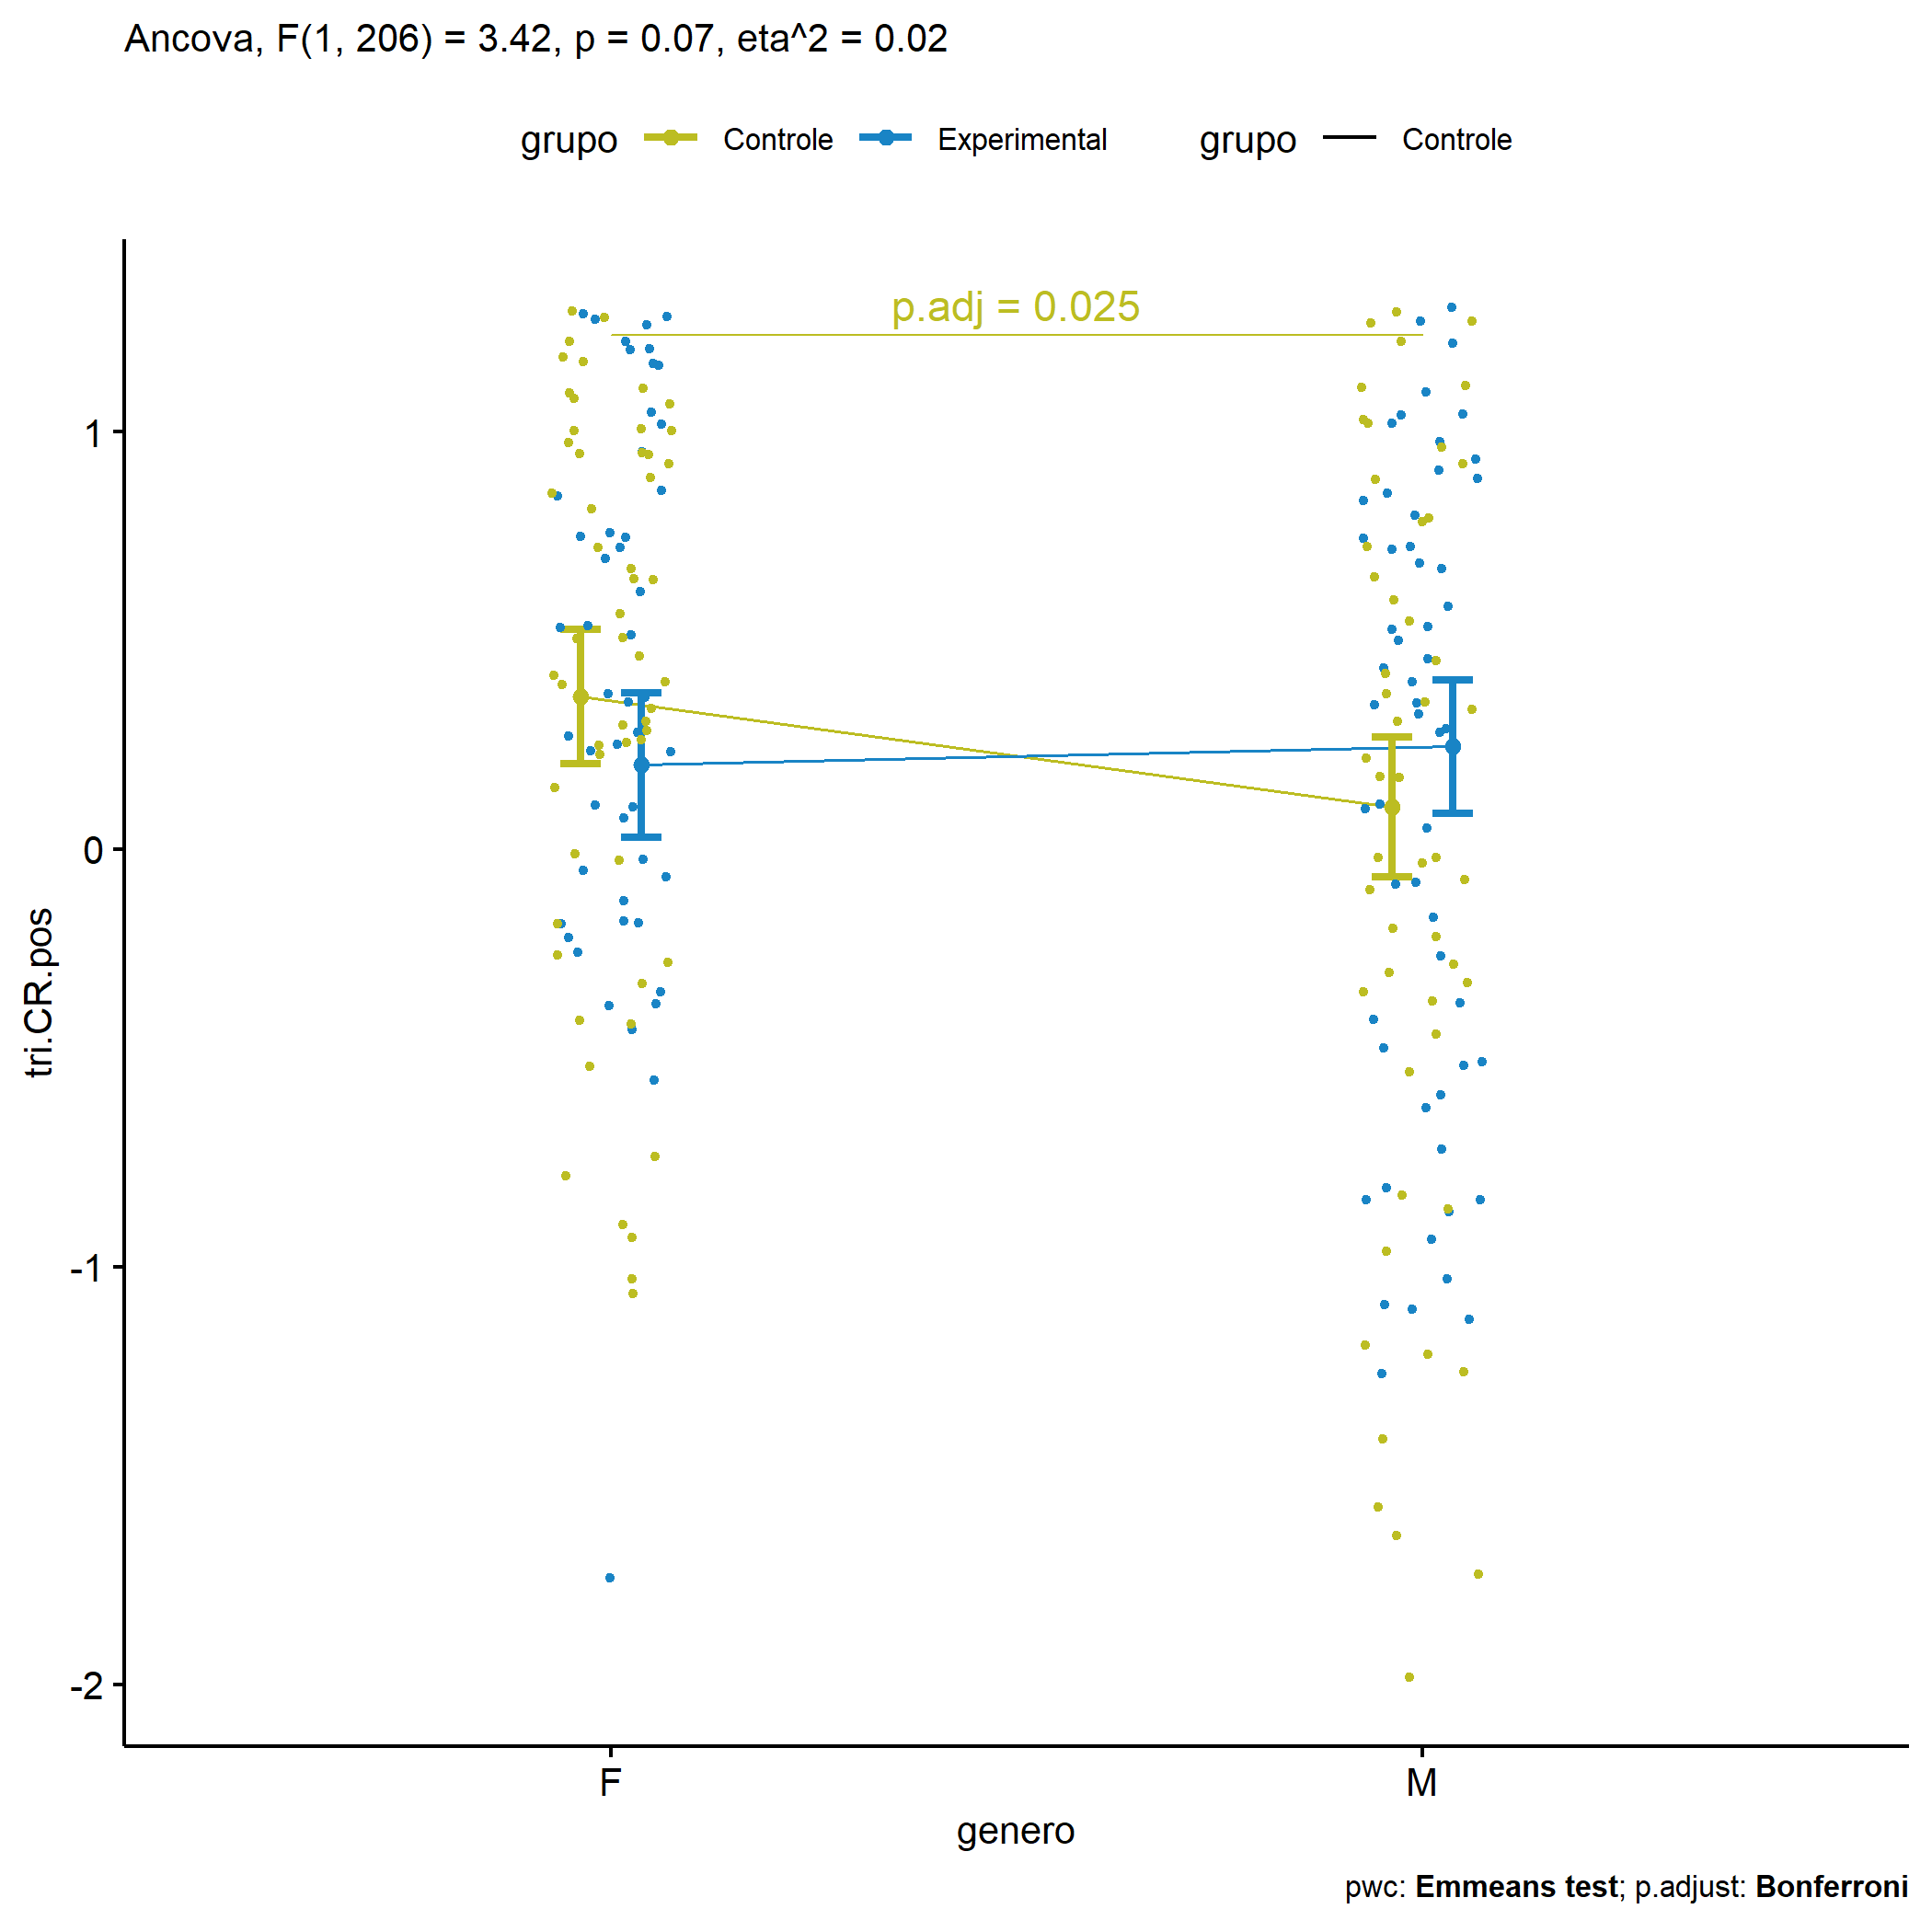 Ancova, F(1, 206) = 3.42, p = 0.07, eta^2 = 0.02
grupo Controle Experimental grupo Controle
p.adj = 0.025
1
0
-1
-2
tri.CR.pos
F M
genero
pwc: Emmeans test; p.adjust: Bonferroni